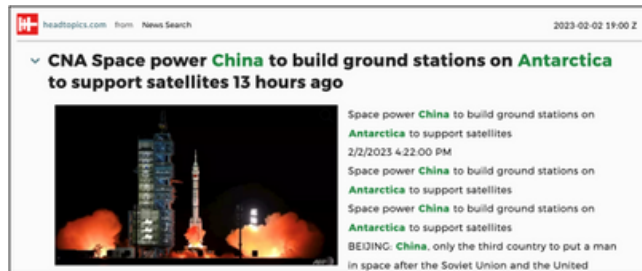 headtopics.com from News Search 2023-02-02 19:00 Z
CNA Space power China to build ground stations on Antarctica
to support satellites 13 hours ago
Space power China to build ground stations on
Antarctica to support satellites
2/2/2023 4:22:00 PM
Space power China to build ground stations on
Antarctica to support satellites
Space power China to build ground stations on
Antarctica to support satellites
BEIJING: China, only the third country to put a man
in space after the Soviet Union and the United